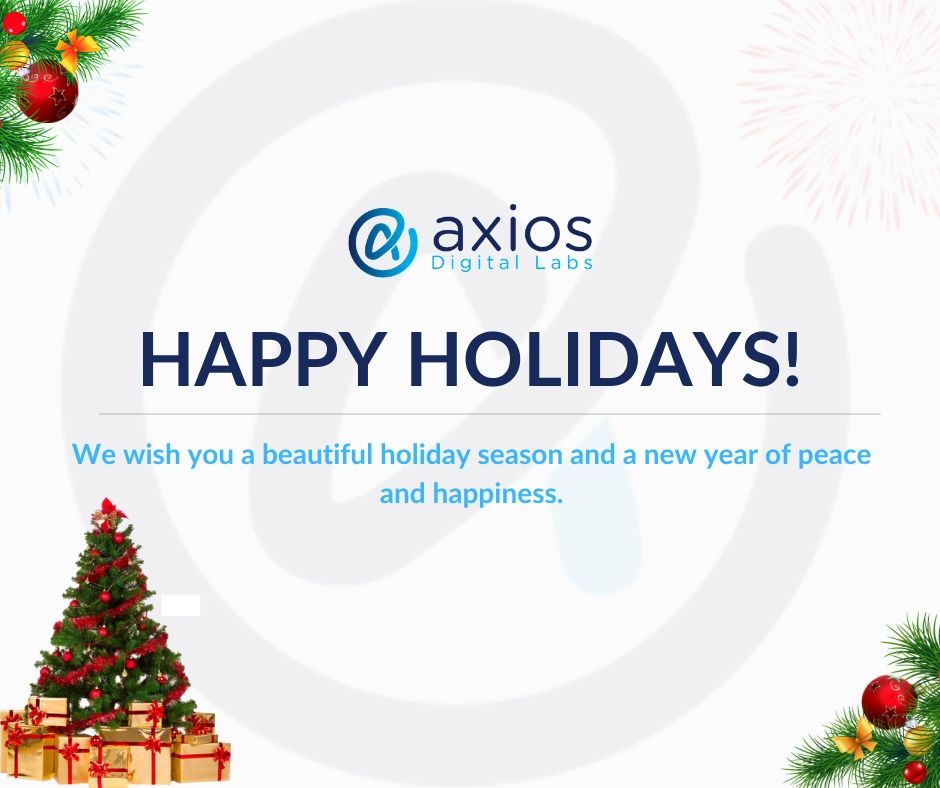 axios
Digital Labs
HAPPY HOLIDAYS!
We wish you a beautiful holiday season and a new year of peace
and happiness.